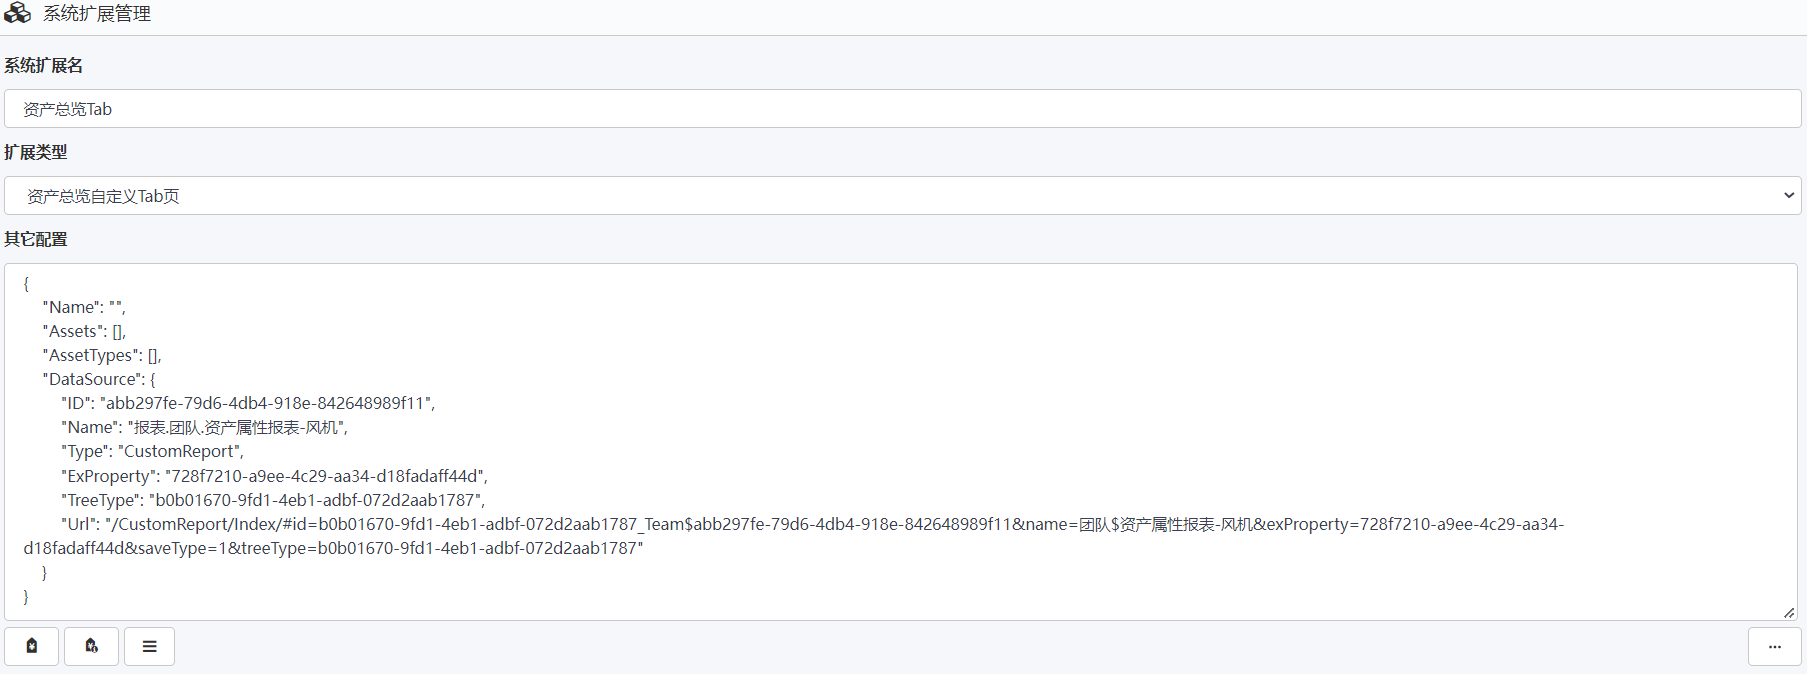 系统扩展管理
系统扩展名
资产总览Tab
扩展类型
资产总览自定义Tab页
其它配置
{
"Name": "",
"Assets": [],
"AssetTypes": [],
"DataSource": {
"ID": "abb297fe-79d6-4db4-918e-842648989f11",
"Name": "报表.团队.资产属性报表-风机",
"Type": "CustomReport",
"ExProperty": "728f7210-a9ee-4c29-aa34-d18fadaff44d",
"TreeType": "b0b01670-9fd1-4eb1-adbf-072d2aab1787",
"Url": "/CustomReport/Index/#id=b0b01670-9fd1-4eb1-adbf-072d2aab1787_Team$abb297fe-79d6-4db4-918e-842648989f11&name=团队$资产属性报表-风机&exProperty=728f7210-a9ee-4c29-aa34-
d18fadaff44d&saveType=1&treeType=b0b01670-9fd1-4eb1-adbf-072d2aab1787"
}
}